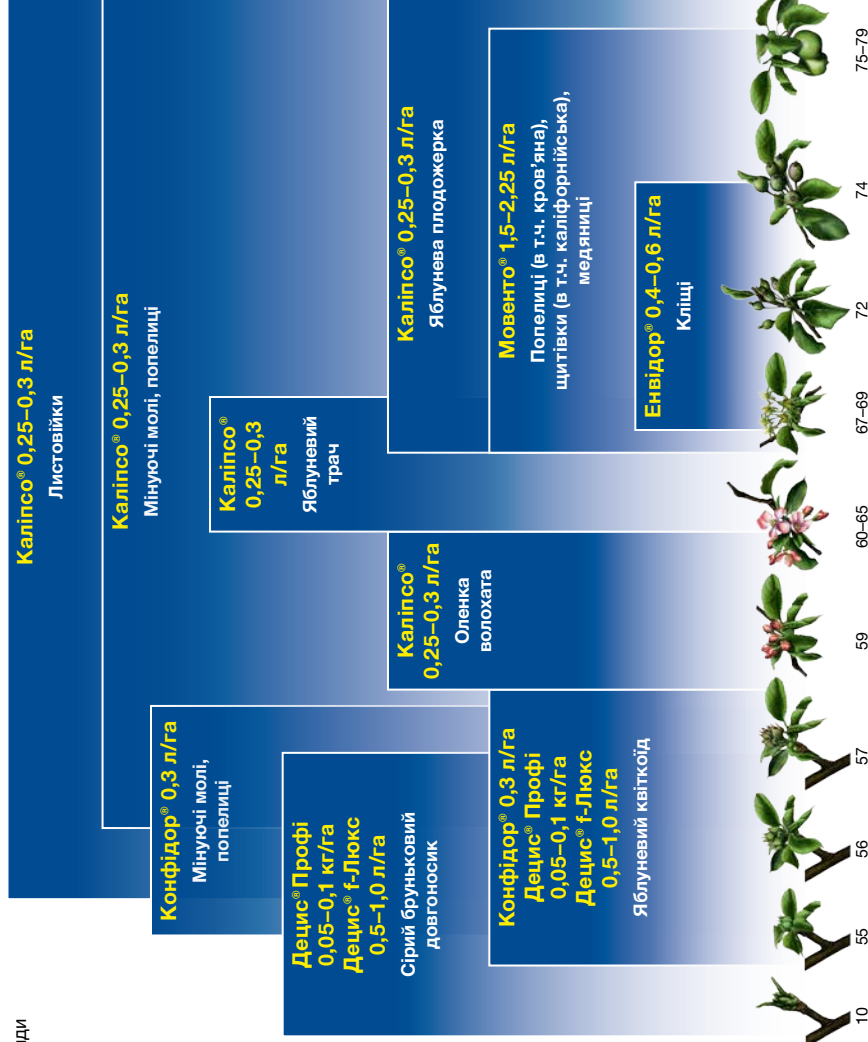 Каліпсо® 0,25–0,3 л/га
Листовійки
Каліпсо® 0,25–0,3 л/га
Мінуючі молі, попелиці
Конфідор® 0,3 л/га
Мінуючі молі,
попелиці
Каліпсо®
0,25–0,3
л/га
Яблуневий
трач
Децис® Профі
0,05–0,1 кг/га
Децис® f-Люкс
0,5–1,0 л/га
Сірий бруньковий
довгоносик
Каліпсо®
0,25–0,3 л/га
Оленка
волохата
Каліпсо® 0,25–0,3 л/га
Яблунева плодожерка
Конфідор® 0,3 л/га
Децис® Профі
0,05–0,1 кг/га
Децис® f-Люкс
0,5–1,0 л/га
Яблуневий квіткоїд
Мовенто® 1,5–2,25 л/га
Попелиці (в т.ч. кров’яна),
щитівки (в т.ч. каліфорнійська),
медяниці
Енвідор® 0,4–0,6 л/га
Кліщі
10
55
56
57
59
60–65
67–69
72
74
75–79